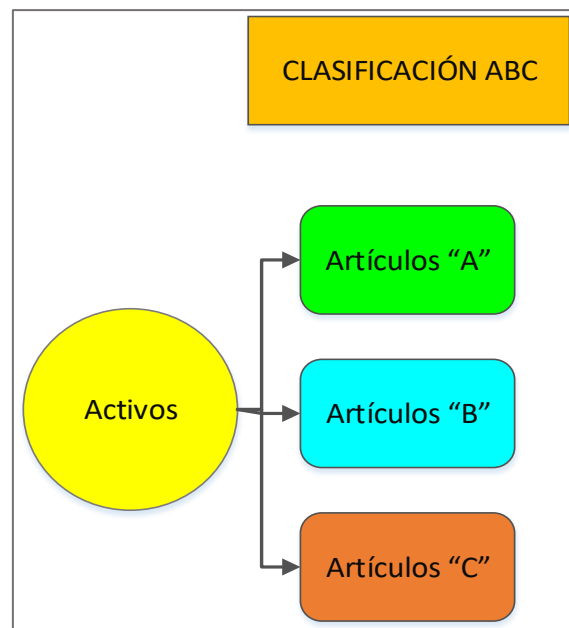 CLASIFICACIÓN ABC
Artículos “A”
Activos
Artículos “B”
Artículos “C”